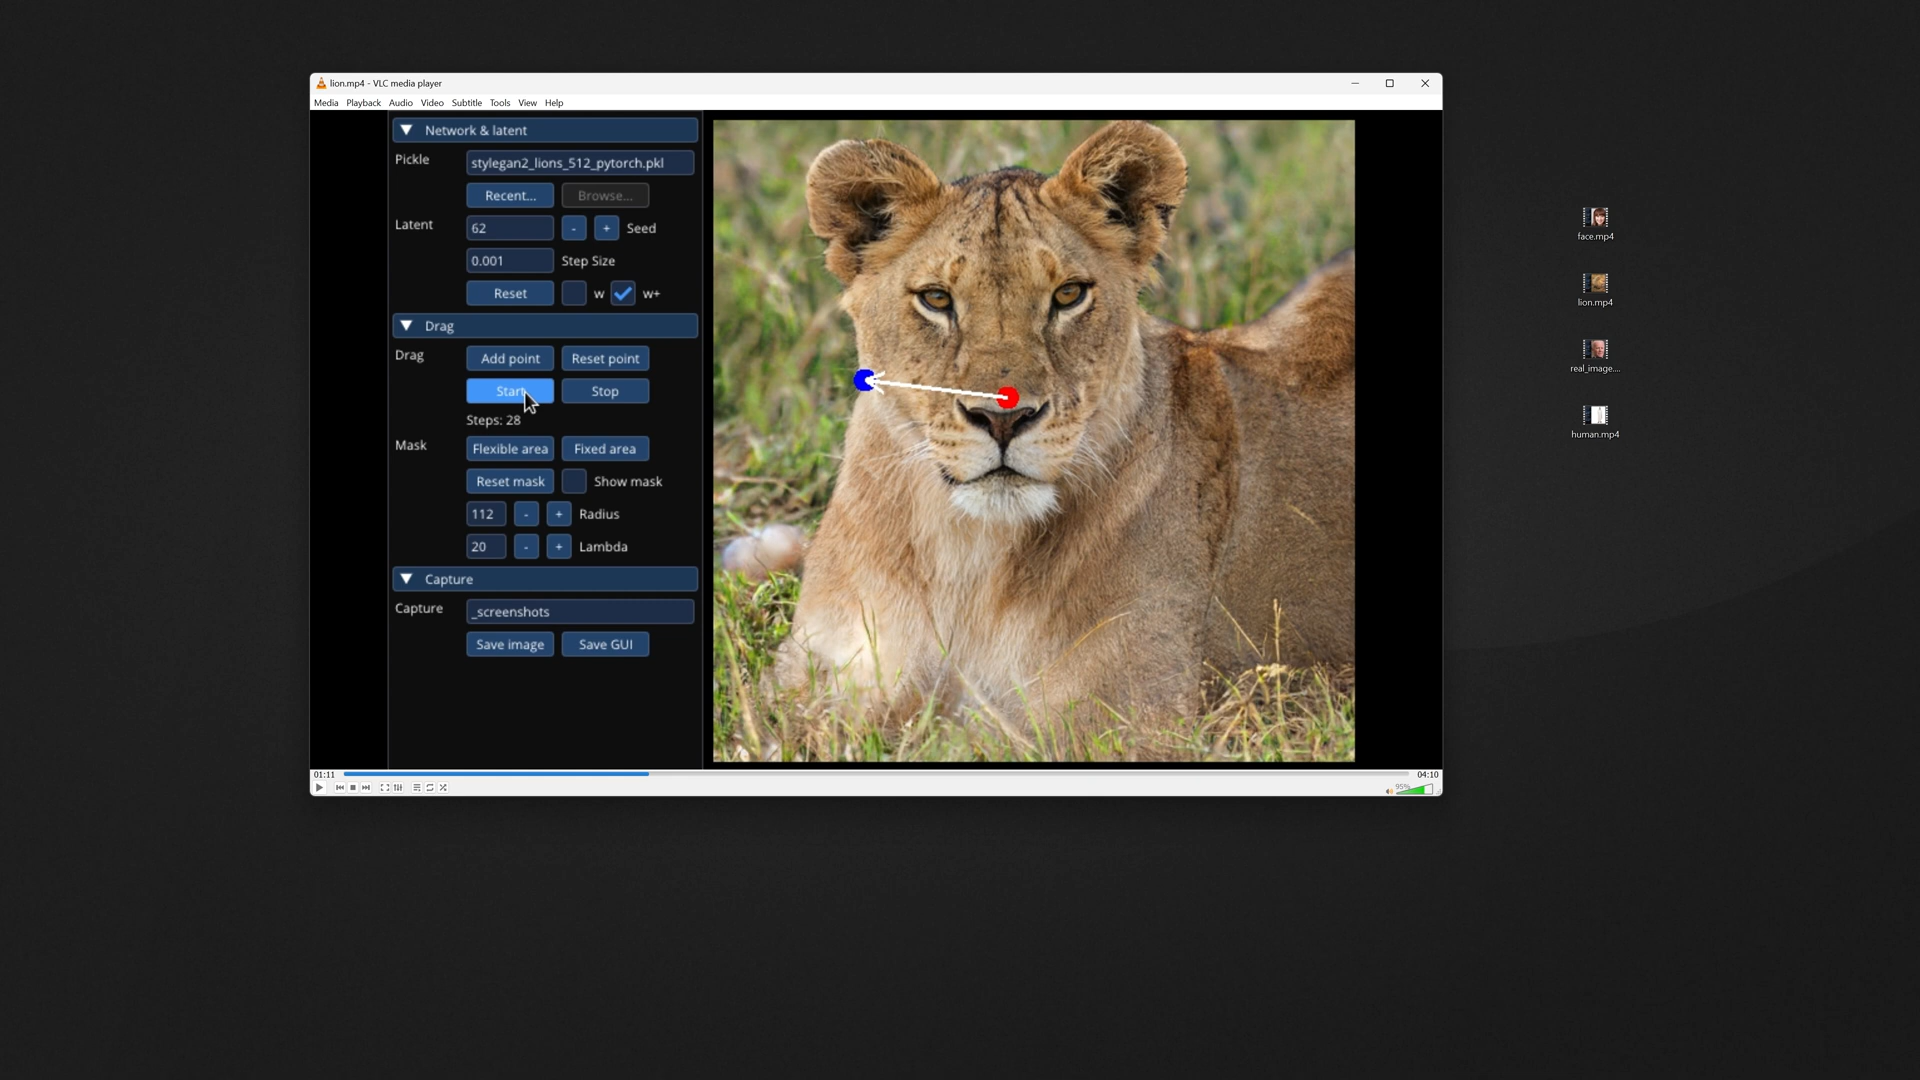 lion.mp4 - VLC media player
Media Playback Audio Video Subtitle Tools View Help
Network & latent
Pickle stylegan2_lions_512_pytorch.pkl
Recent... Browse...
Latent 62 - + Seed
0.001 Step Size
Reset w w+
Drag
Drag Add point Reset point
Start Stop
Steps: 28
Mask Flexible area Fixed area
Reset mask Show mask
112 - + Radius
20 - + Lambda
Capture
Capture _screenshots
Save image Save GUI
01:11 04:10
95%
face.mp4
lion.mp4
real_image....
human.mp4